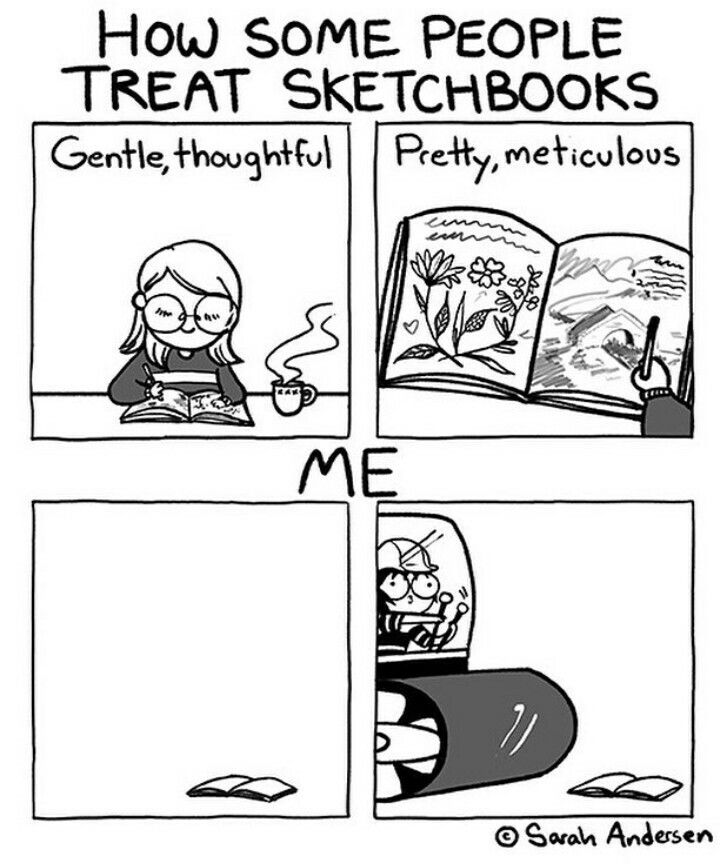 HOW SOME PEOPLE
TREAT SKETCHBOOKS
Gentle, thoughtful
Pretty, meticulous
ME
© Sarah Andersen